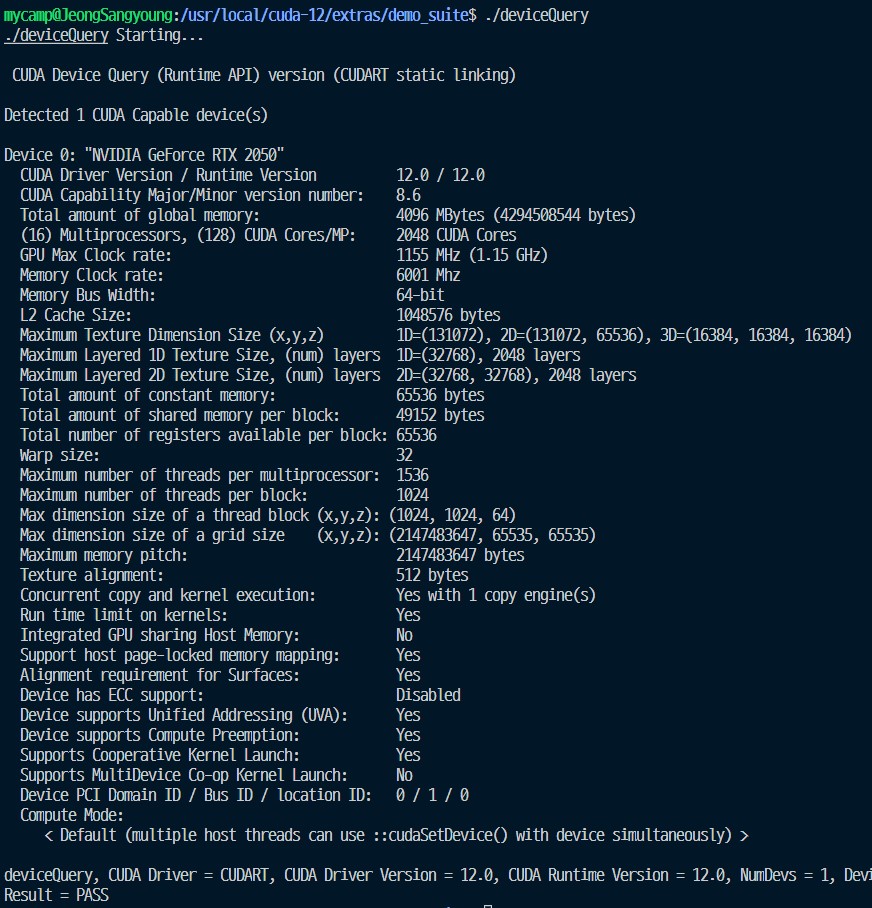 mycamp@JeongSangyoung:/usr/local/cuda-12/extras/demo_suite$ ./deviceQuery
./deviceQuery Starting...
CUDA Device Query (Runtime API) version (CUDART static linking)
Detected 1 CUDA Capable device(s)
Device 0: "NVIDIA GeForce RTX 2050"
CUDA Driver Version / Runtime Version 12.0 / 12.0
CUDA Capability Major/Minor version number: 8.6
Total amount of global memory: 4096 MBytes (4294508544 bytes)
(16) Multiprocessors, (128) CUDA Cores/MP: 2048 CUDA Cores
GPU Max Clock rate: 1155 MHz (1.15 GHz)
Memory Clock rate: 6001 Mhz
Memory Bus Width: 64-bit
L2 Cache Size: 1048576 bytes
Maximum Texture Dimension Size (x,y,z) 1D=(131072), 2D=(131072, 65536), 3D=(16384, 16384, 16384)
Maximum Layered 1D Texture Size, (num) layers 1D=(32768), 2048 layers
Maximum Layered 2D Texture Size, (num) layers 2D=(32768, 32768), 2048 layers
Total amount of constant memory: 65536 bytes
Total amount of shared memory per block: 49152 bytes
Total number of registers available per block: 65536
Warp size: 32
Maximum number of threads per multiprocessor: 1536
Maximum number of threads per block: 1024
Max dimension size of a thread block (x,y,z): (1024, 1024, 64)
Max dimension size of a grid size (x,y,z): (2147483647, 65535, 65535)
Maximum memory pitch: 2147483647 bytes
Texture alignment: 512 bytes
Concurrent copy and kernel execution: Yes with 1 copy engine(s)
Run time limit on kernels: Yes
Integrated GPU sharing Host Memory: No
Support host page-locked memory mapping: Yes
Alignment requirement for Surfaces: Yes
Device has ECC support: Disabled
Device supports Unified Addressing (UVA): Yes
Device supports Compute Preemption: Yes
Supports Cooperative Kernel Launch: Yes
Supports MultiDevice Co-op Kernel Launch: No
Device PCI Domain ID / Bus ID / location ID: 0 / 1 / 0
Compute Mode:
< Default (multiple host threads can use ::cudaSetDevice() with device simultaneously) >
deviceQuery, CUDA Driver = CUDART, CUDA Driver Version = 12.0, CUDA Runtime Version = 12.0, NumDevs = 1, Devi
Result = PASS